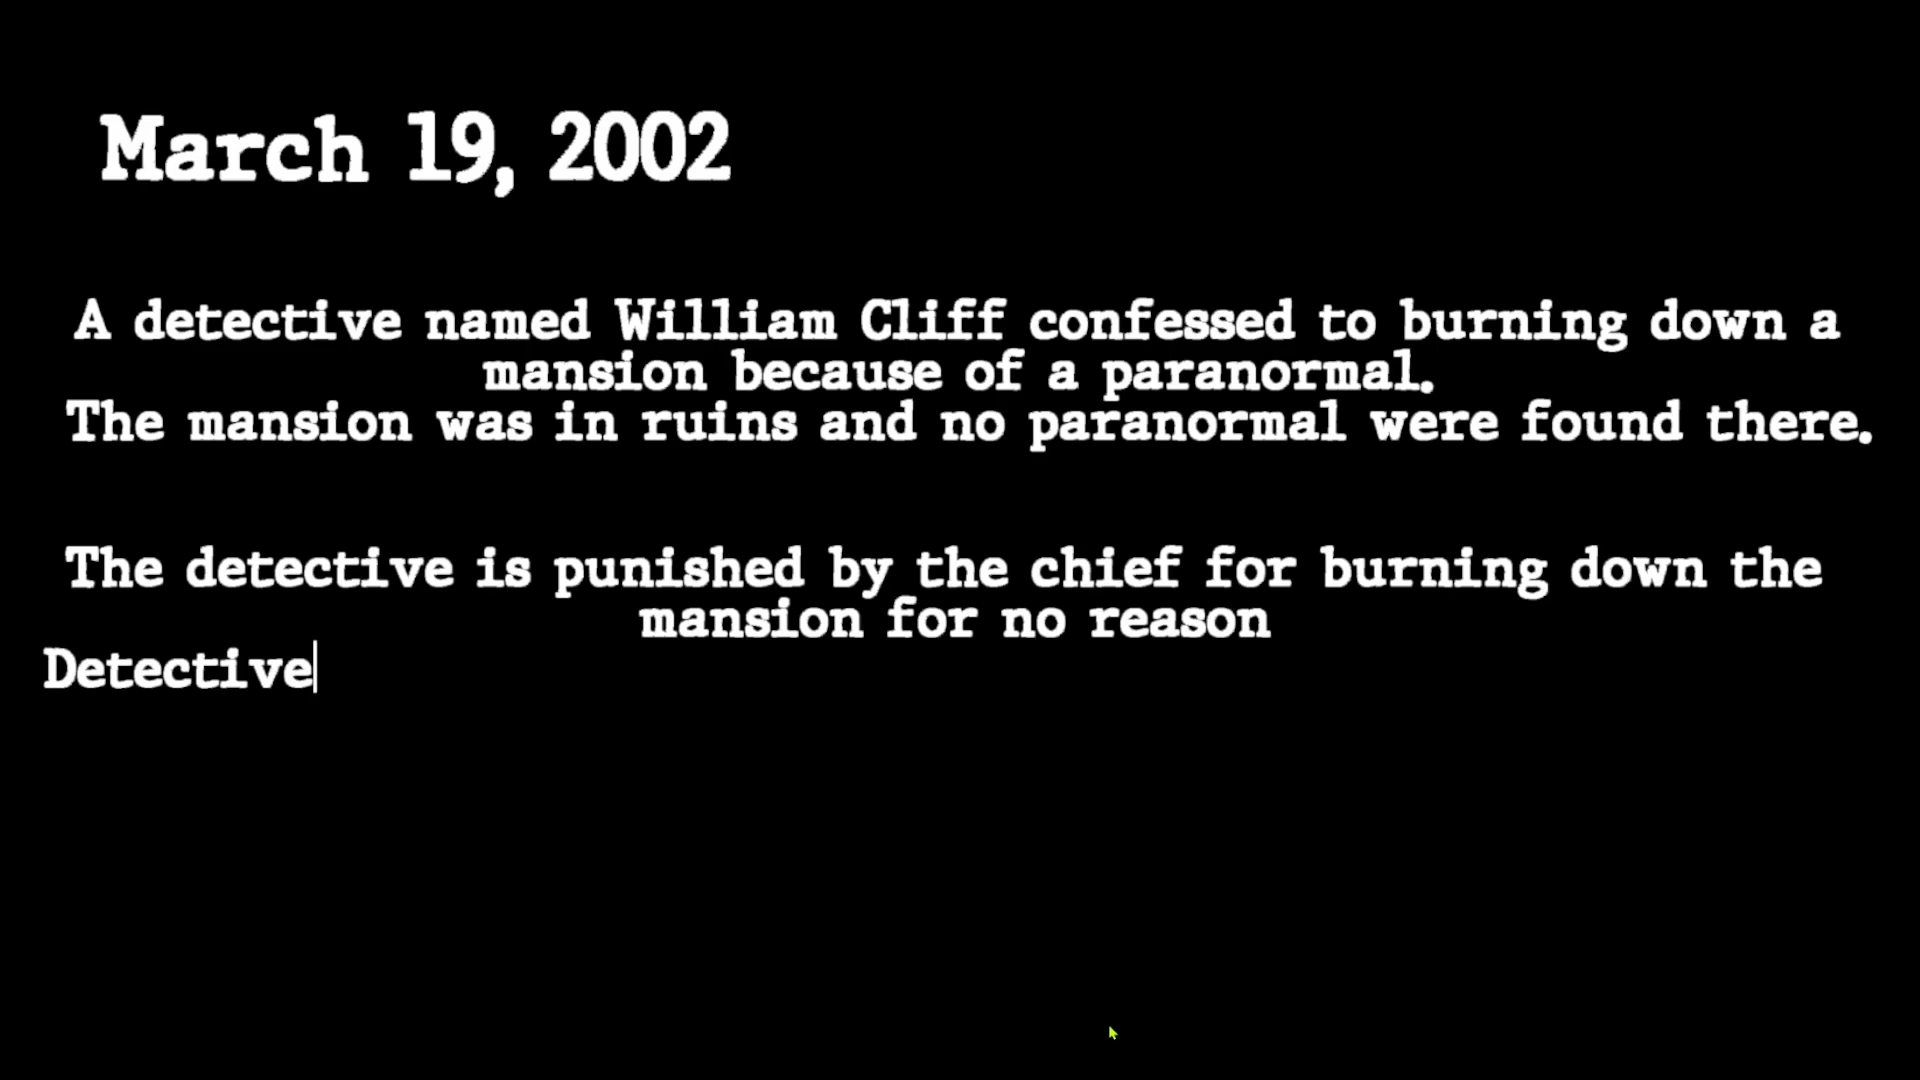 March 19, 2002
A detective named William Cliff confessed to burning down a
mansion because of a paranormal.
The mansion was in ruins and no paranormal were found there.
The detective is punished by the chief for burning down the
mansion for no reason
Detective